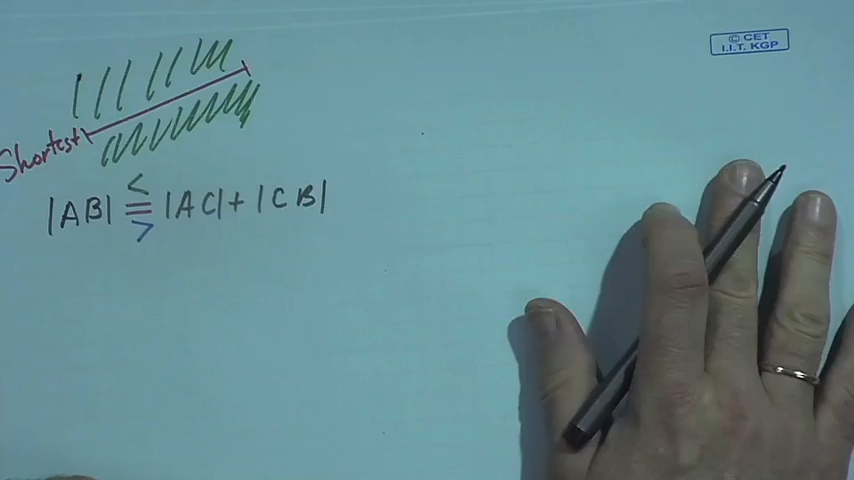 © CET
I.I.T. KGP
Shortest
<
|AB| = |AC| + |CB|
>